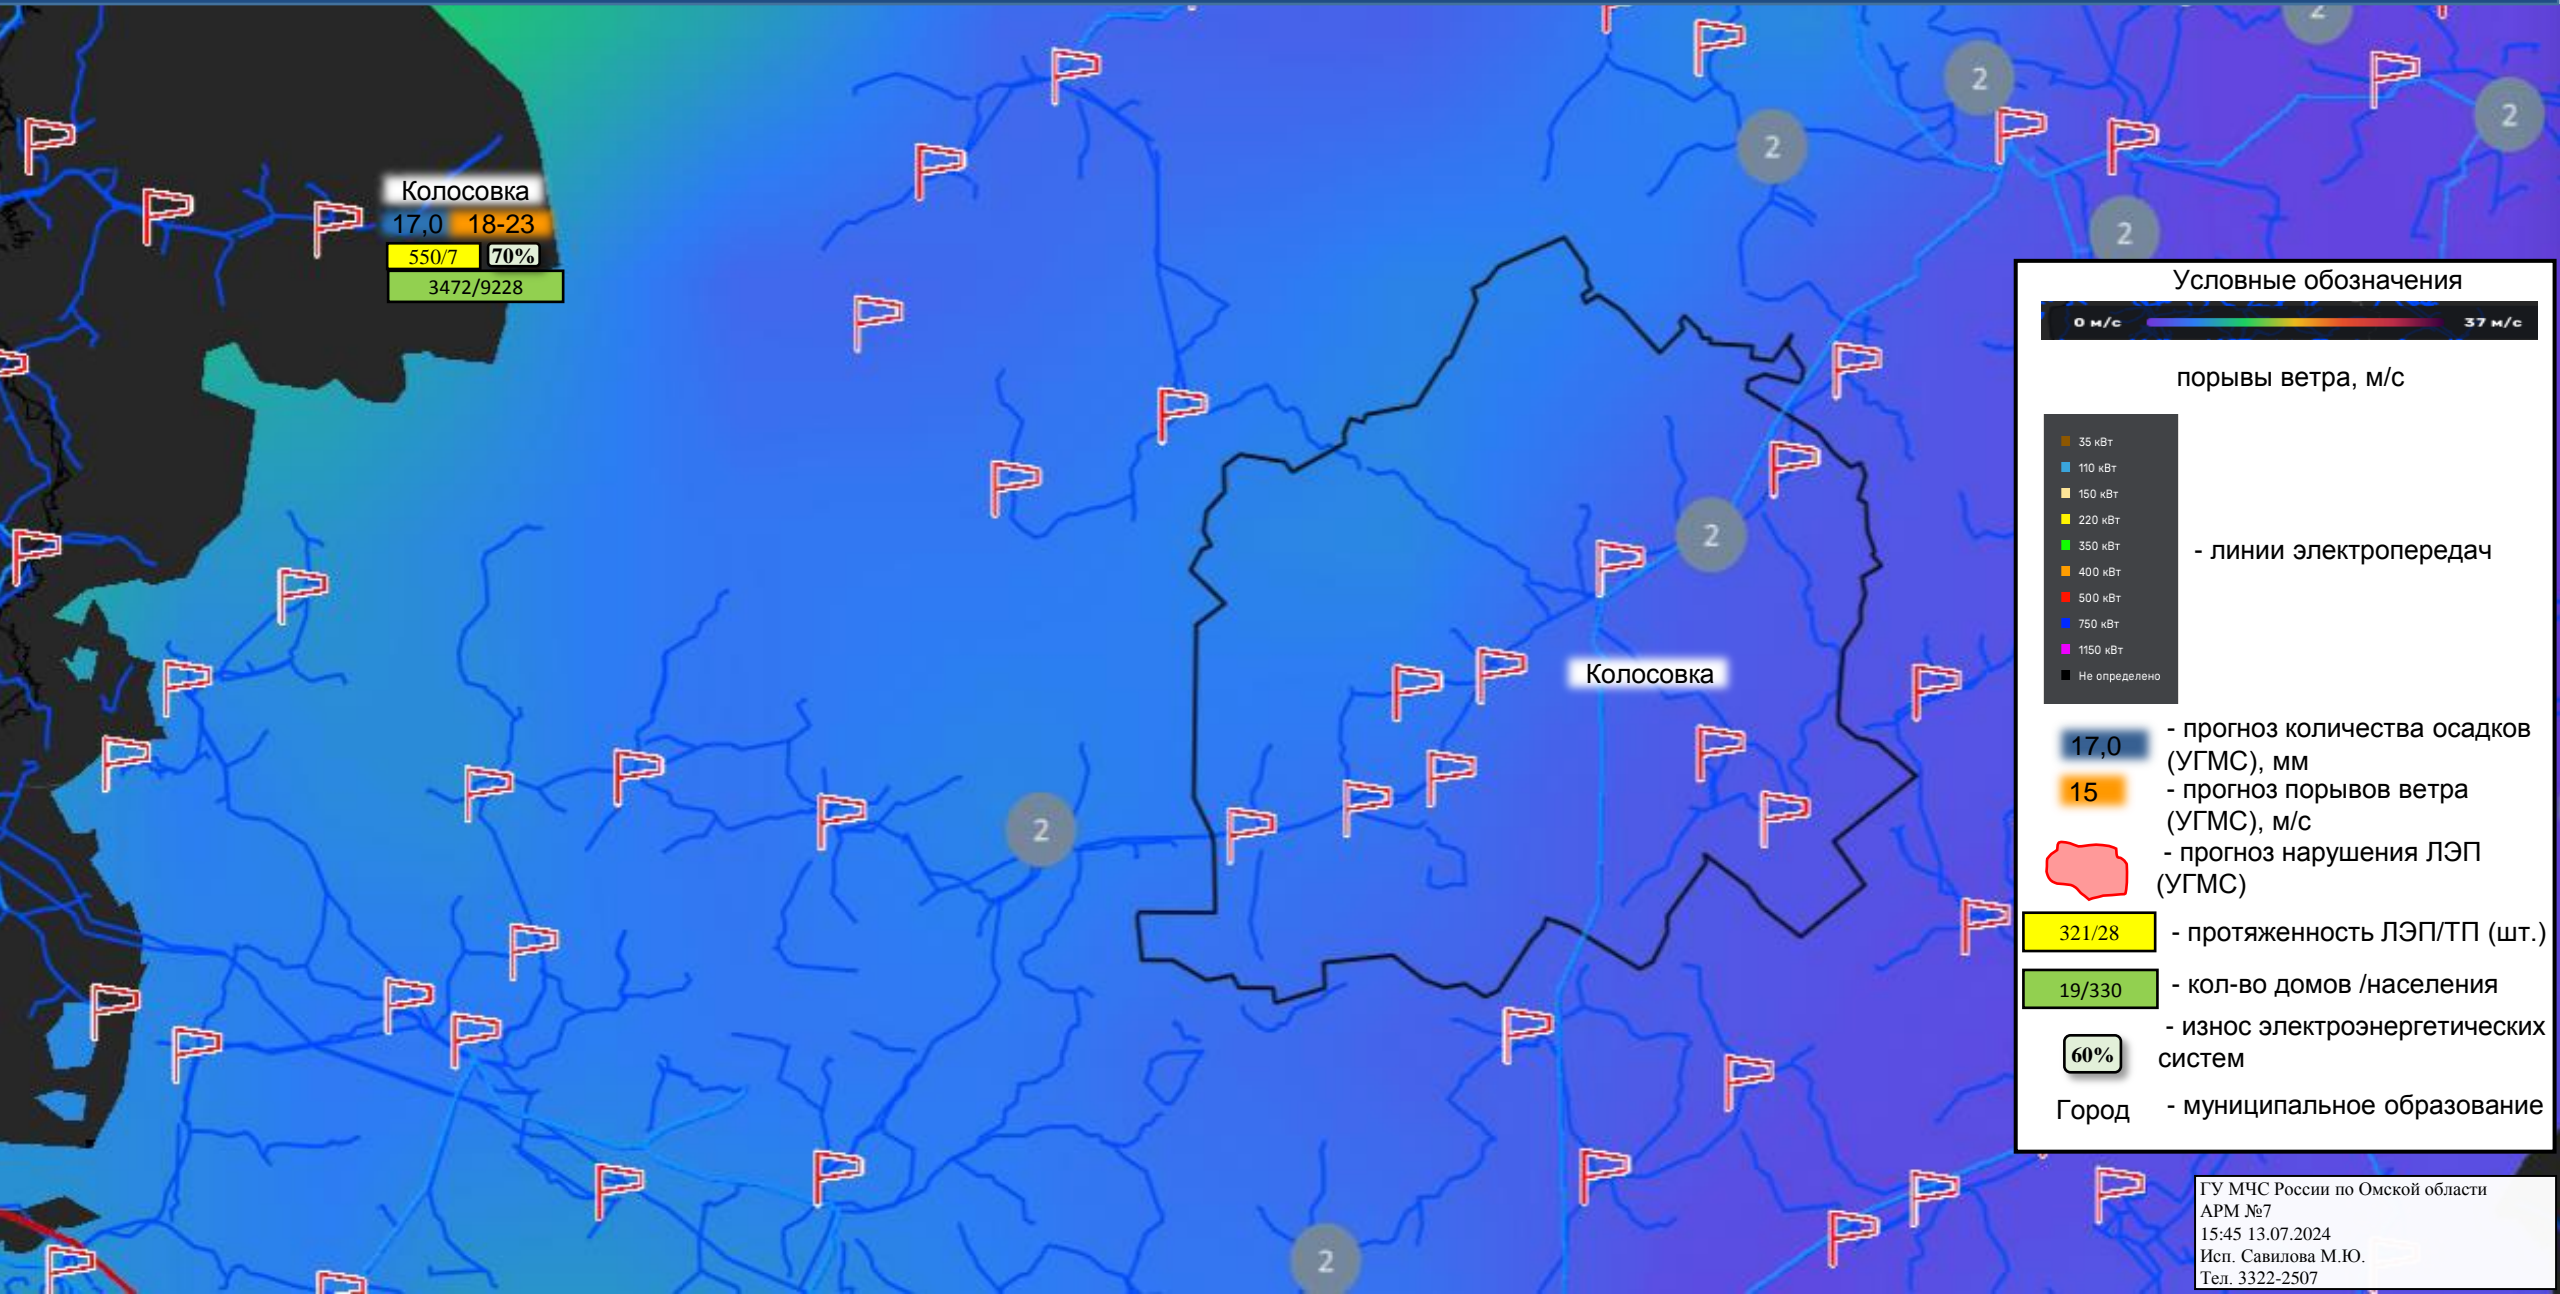 2
2
2
2
2
Колосовка
17,0 18-23
550/7 70%
3472/9228
Условные обозначения
0 м/с 37 м/с
порывы ветра, м/с
35 кВт
110 кВт
150 кВт
220 кВт
350 кВт
400 кВт
500 кВт
750 кВт
1150 кВт
Не определено
- линии электропередач
2
Колосовка
17,0 - прогноз количества осадков
(УГМС), мм
15 - прогноз порывов ветра
(УГМС), м/с
- прогноз нарушения ЛЭП
(УГМС)
2
321/28 - протяженность ЛЭП/ТП (шт.)
19/330 - кол-во домов /населения
60% - износ электроэнергетических
систем
Город - муниципальное образование
2
ГУ МЧС России по Омской области
АРМ №7
15:45 13.07.2024
Исп. Савилова М.Ю.
Тел. 3322-2507